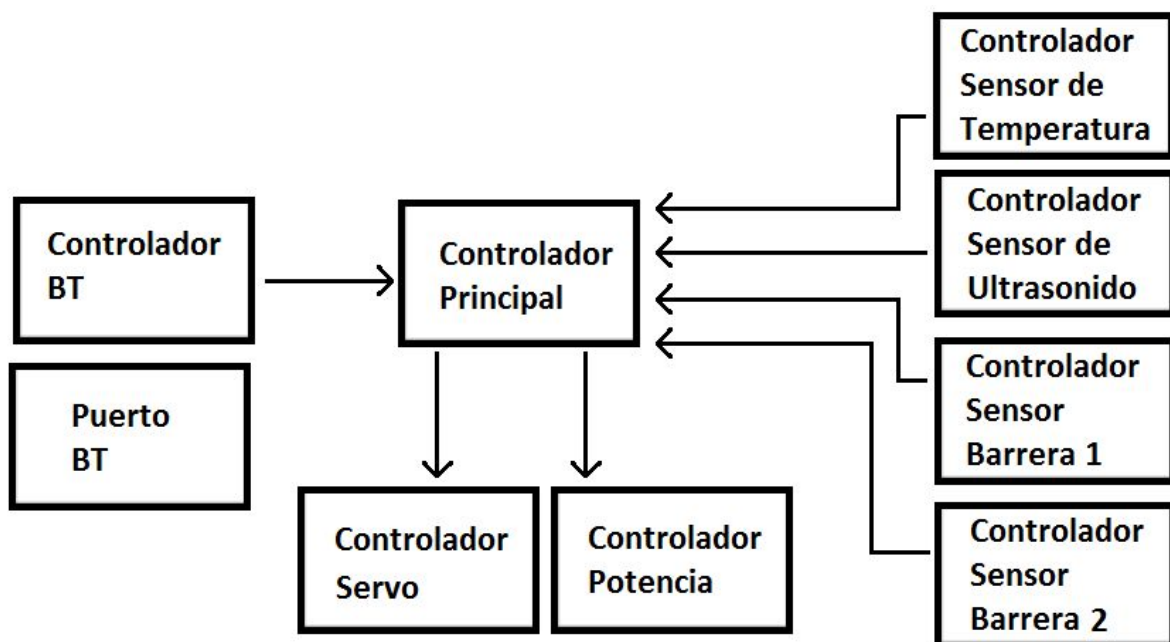 Controlador
BT
Puerto
BT
Controlador
Principal
Controlador
Servo
Controlador
Potencia
Controlador
Sensor de
Temperatura
Controlador
Sensor de
Ultrasonido
Controlador
Sensor
Barrera 1
Controlador
Sensor
Barrera 2